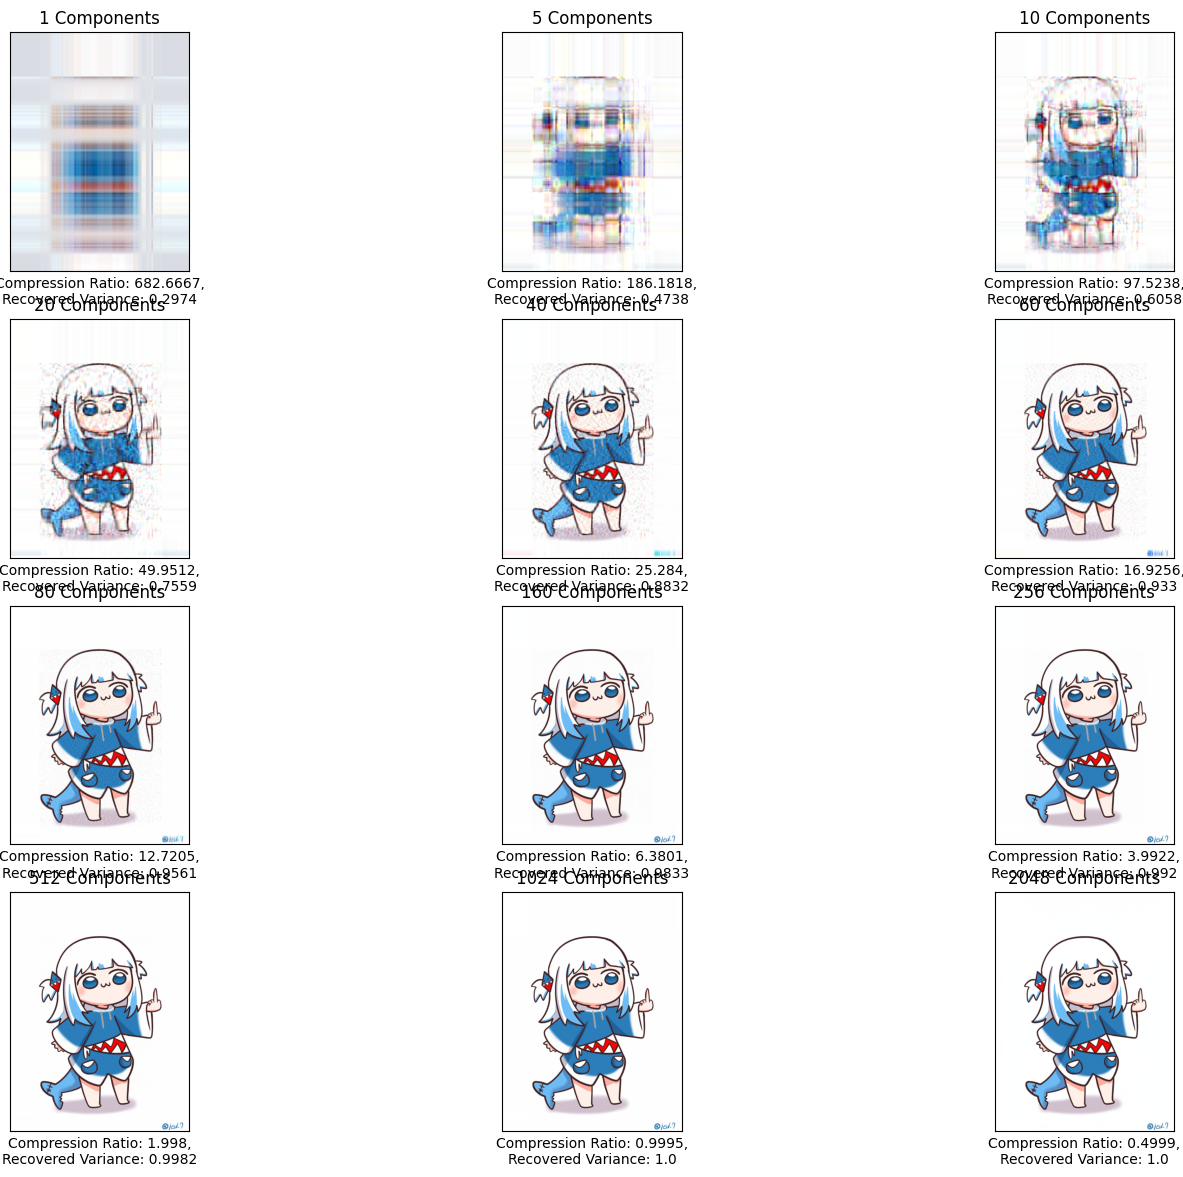 1 Components
5 Components
10 Components
Compression Ratio: 682.6667,
Recovered Variance: 0.2974
Compression Ratio: 186.1818,
Recovered Variance: 0.4738
Compression Ratio: 97.5238,
Recovered Variance: 0.6058
20 Components
40 Components
60 Components
Compression Ratio: 49.9512,
Recovered Variance: 0.7559
Compression Ratio: 25.284,
Recovered Variance: 0.8832
Compression Ratio: 16.9256,
Recovered Variance: 0.933
80 Components
160 Components
256 Components
Compression Ratio: 12.7205,
Recovered Variance: 0.9561
Compression Ratio: 6.3801,
Recovered Variance: 0.9833
Compression Ratio: 3.9922,
Recovered Variance: 0.992
512 Components
1024 Components
2048 Components
Compression Ratio: 1.998,
Recovered Variance: 0.9982
Compression Ratio: 0.9995,
Recovered Variance: 1.0
Compression Ratio: 0.4999,
Recovered Variance: 1.0